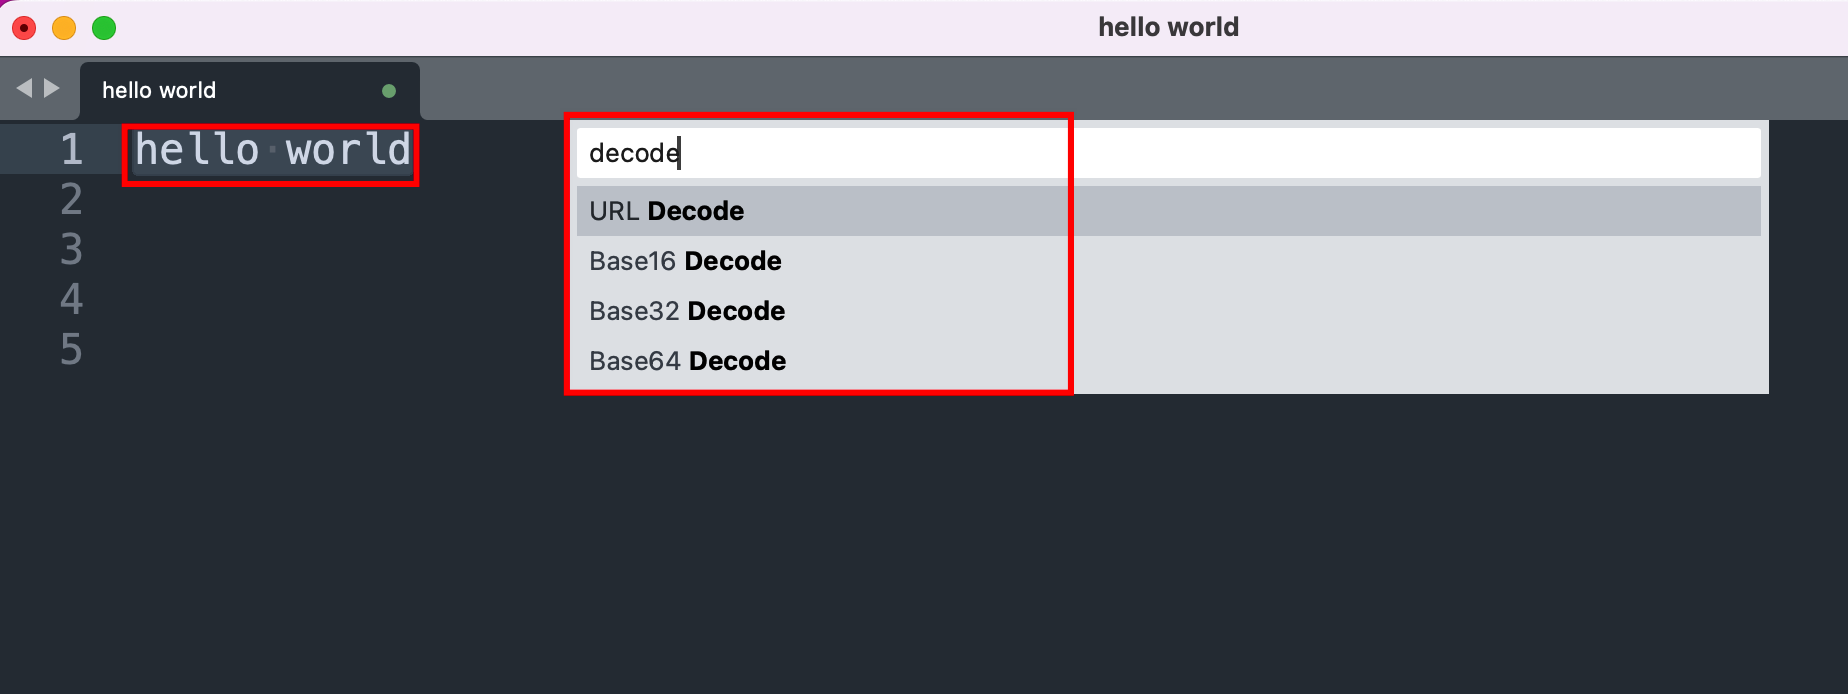 hello world
hello world
1 hello world
2
3
4
5
decode
URL Decode
Base16 Decode
Base32 Decode
Base64 Decode